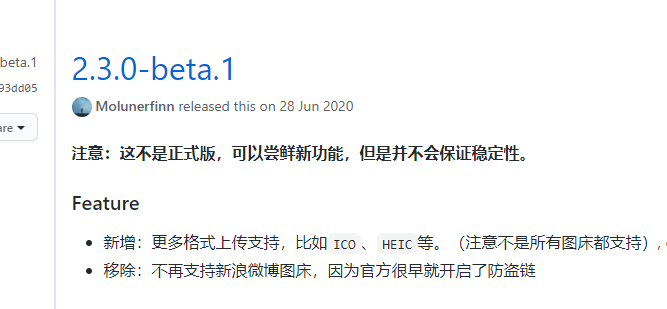 beta.1
2.3.0-beta.1
93dd05
Molunerfinn released this on 28 Jun 2020
are
注意：这不是正式版，可以尝鲜新功能，但是并不会保证稳定性。
Feature
新增：更多格式上传支持，比如 ICO 、 HEIC 等。（注意不是所有图床都支持），
移除：不再支持新浪微博图床，因为官方很早就开启了防盗链